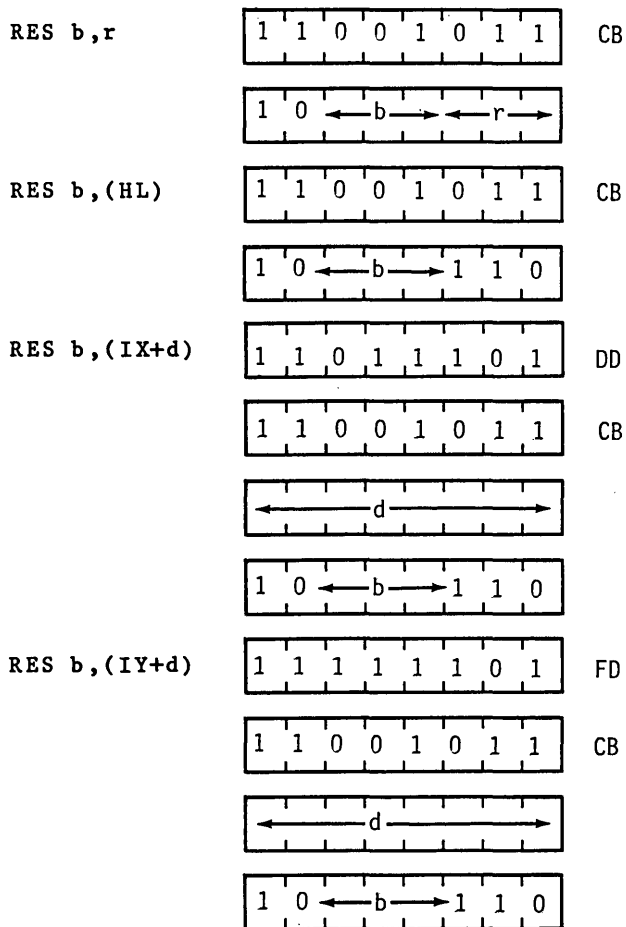 RES b,r 1 1 0 0 1 0 1 1 CB
1 0 b r
RES b,(HL) 1 1 0 0 1 0 1 1 CB
1 0 b 1 1 0
RES b,(IX+d) 1 1 0 1 1 1 0 1 DD
1 1 0 0 1 0 1 1 CB
d
1 0 b 1 1 0
RES b,(IY+d) 1 1 1 1 1 1 0 1 FD
1 1 0 0 1 0 1 1 CB
d
1 0 b 1 1 0